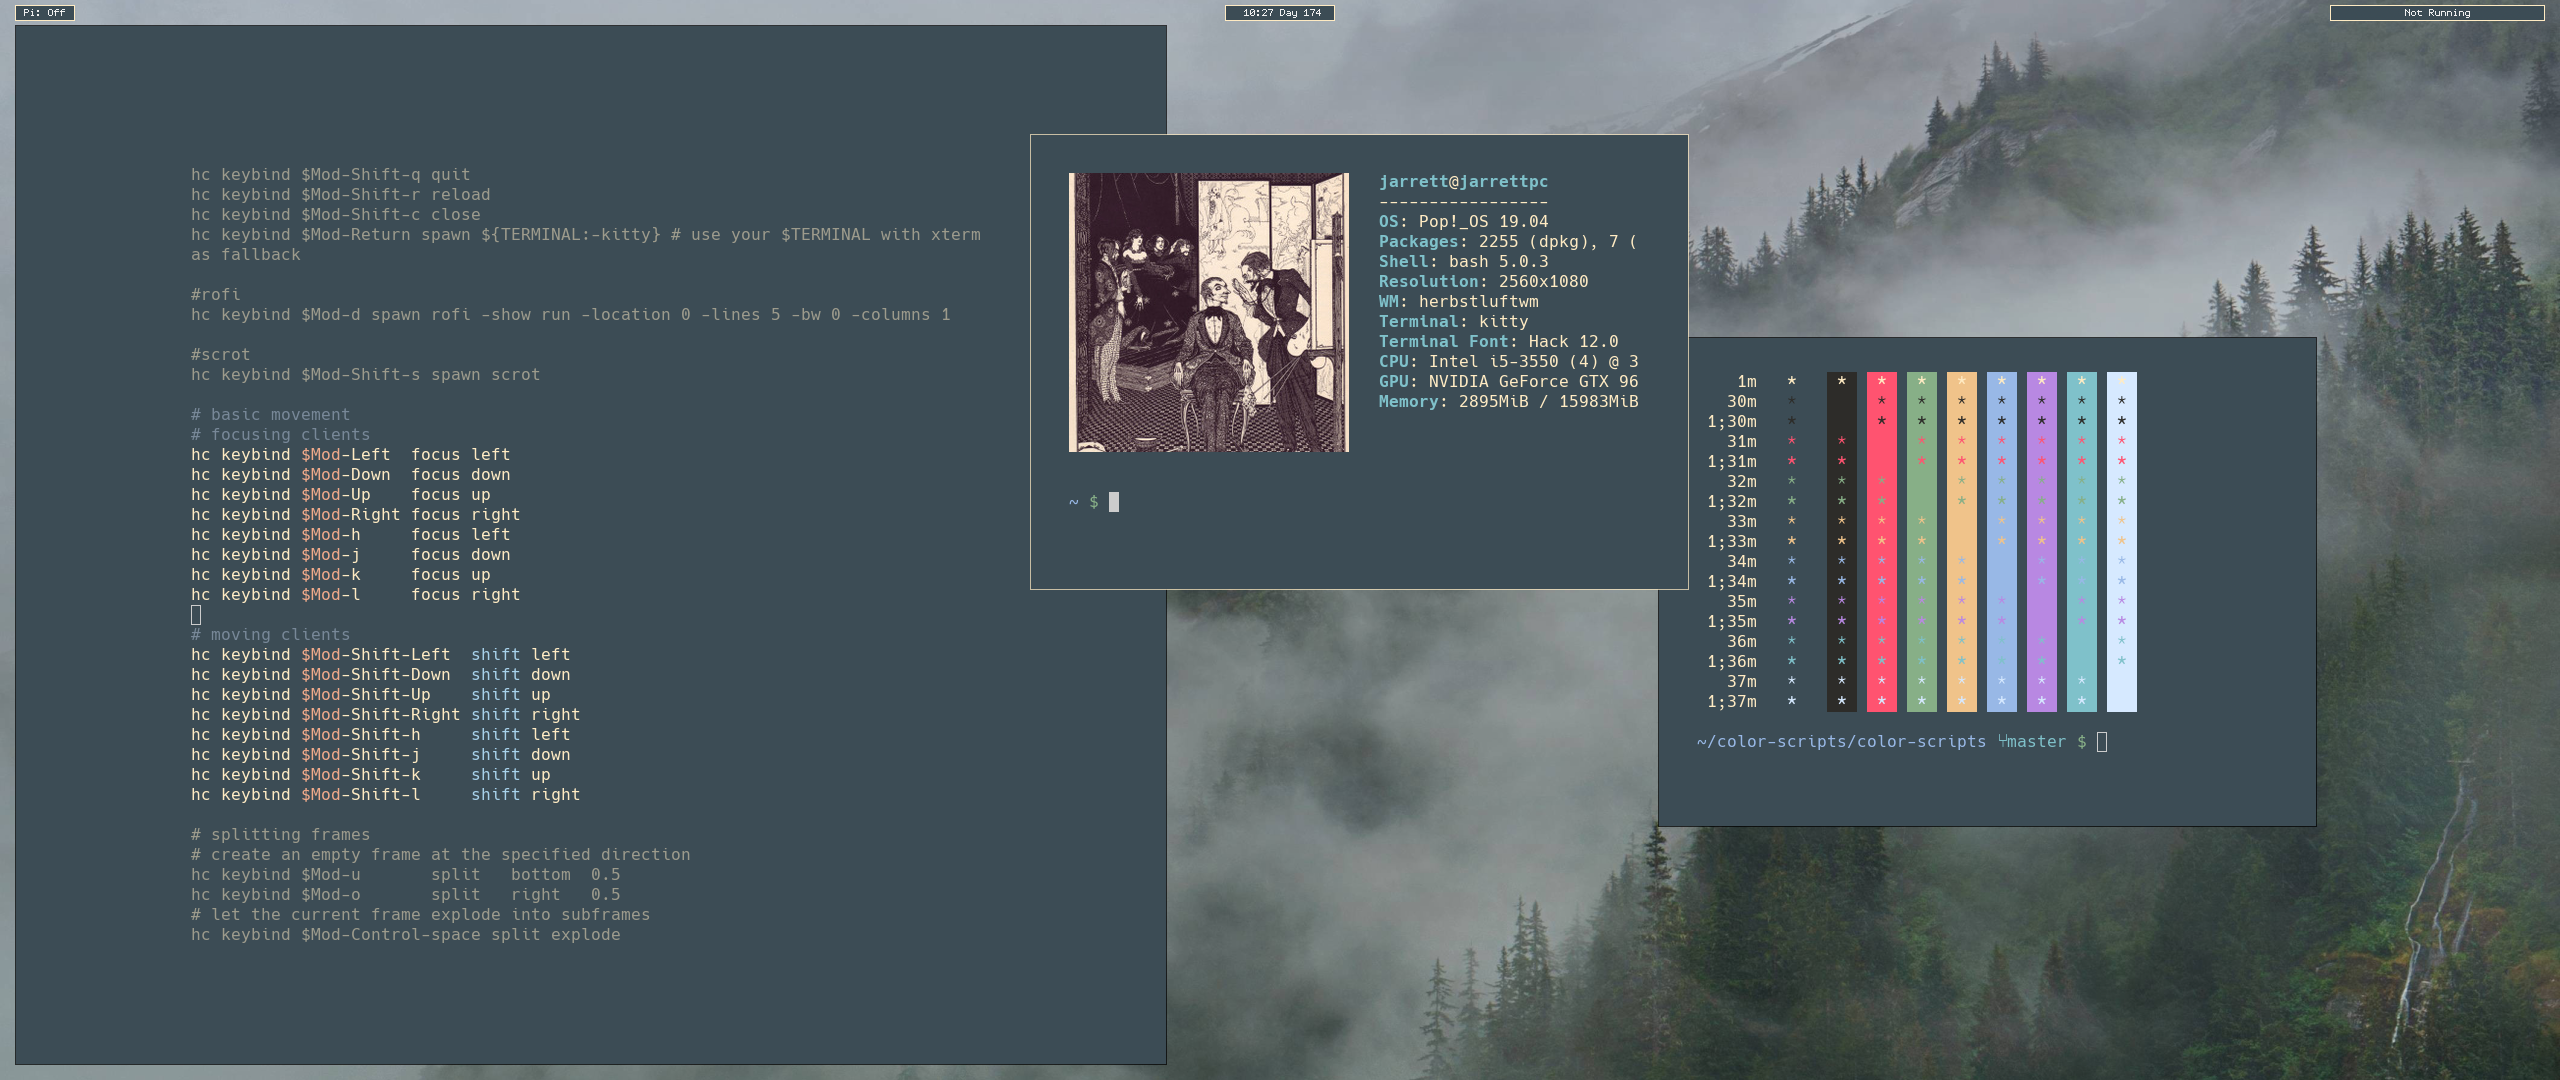 Pi: Off
10:27 Day 174
Not Running
hc keybind $Mod-Shift-q quit
hc keybind $Mod-Shift-r reload
hc keybind $Mod-Shift-c close
hc keybind $Mod-Return spawn ${TERMINAL:-kitty} # use your $TERMINAL with xterm
as fallback
#rofi
hc keybind $Mod-d spawn rofi -show run -location 0 -lines 5 -bw 0 -columns 1
#scrot
hc keybind $Mod-Shift-s spawn scrot
# basic movement
# focusing clients
hc keybind $Mod-Left  focus left
hc keybind $Mod-Down  focus down
hc keybind $Mod-Up    focus up
hc keybind $Mod-Right focus right
hc keybind $Mod-h     focus left
hc keybind $Mod-j     focus down
hc keybind $Mod-k     focus up
hc keybind $Mod-l     focus right
# moving clients
hc keybind $Mod-Shift-Left  shift left
hc keybind $Mod-Shift-Down  shift down
hc keybind $Mod-Shift-Up    shift up
hc keybind $Mod-Shift-Right shift right
hc keybind $Mod-Shift-h     shift left
hc keybind $Mod-Shift-j     shift down
hc keybind $Mod-Shift-k     shift up
hc keybind $Mod-Shift-l     shift right
# splitting frames
# create an empty frame at the specified direction
hc keybind $Mod-u       split   bottom  0.5
hc keybind $Mod-o       split   right   0.5
# let the current frame explode into subframes
hc keybind $Mod-Control-space split explode
jarrett@jarrettpc
-----------------
OS: Pop!_OS 19.04
Packages: 2255 (dpkg), 7 (
Shell: bash 5.0.3
Resolution: 2560x1080
WM: herbstluftwm
Terminal: kitty
Terminal Font: Hack 12.0
CPU: Intel i5-3550 (4) @ 3
GPU: NVIDIA GeForce GTX 96
Memory: 2895MiB / 15983MiB
~ $
1m * * * * * * * * *
30m * * * * * * * *
1;30m * * * * * * * *
31m * * * * * * * *
1;31m * * * * * * * *
32m * * * * * * * *
1;32m * * * * * * * *
33m * * * * * * * *
1;33m * * * * * * * *
34m * * * * * * * *
1;34m * * * * * * * *
35m * * * * * * * *
1;35m * * * * * * * *
36m * * * * * * * *
1;36m * * * * * * * *
37m * * * * * * * *
1;37m * * * * * * * *
~/color-scripts/color-scripts master $